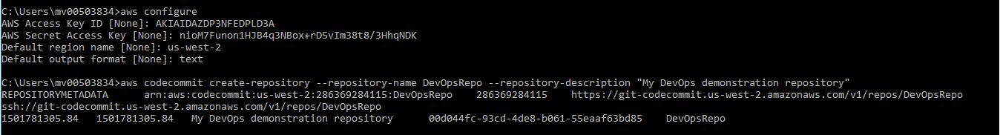 C:\Users\mv00503834>aws configure
AWS Access Key ID [None]: AKIAIDAZDP3NFEDPLD3A
AWS Secret Access Key [None]: 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
Default region name [None]: us-west-2
Default output format [None]: text
C:\Users\mv00503834>aws codecommit create-repository --repository-name DevOpsRepo --repository-description "My DevOps demonstration repository"
REPOSITORYMETADATA arn:aws:codecommit:us-west-2:286369284115:DevOpsRepo 286369284115 https://git-codecommit.us-west-2.amazonaws.com/v1/repos/DevOpsRepo
ssh://git-codecommit.us-west-2.amazonaws.com/v1/repos/DevOpsRepo
1501781305.84 1501781305.84 My DevOps demonstration repository 00d044fc-93cd-4de8-b061-55eaaf63bd85 DevOpsRepo